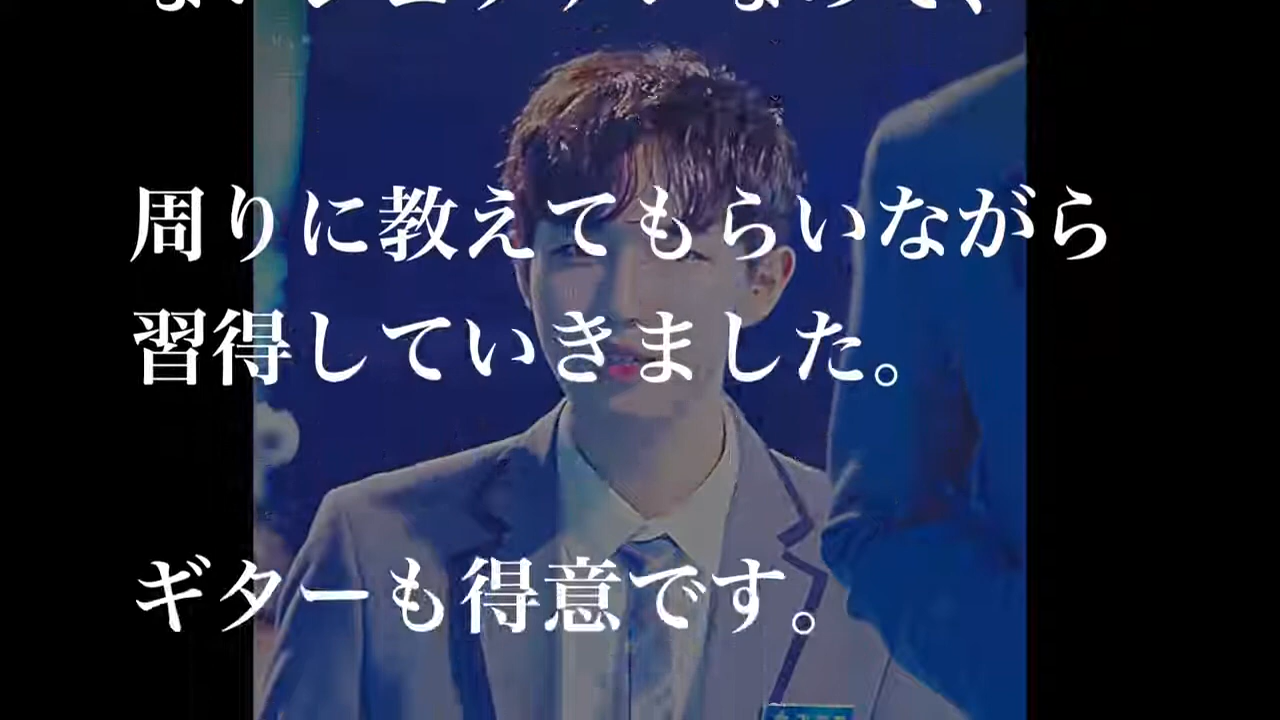 周りに教えてもらいながら
習得していきました。
ギターも得意です。